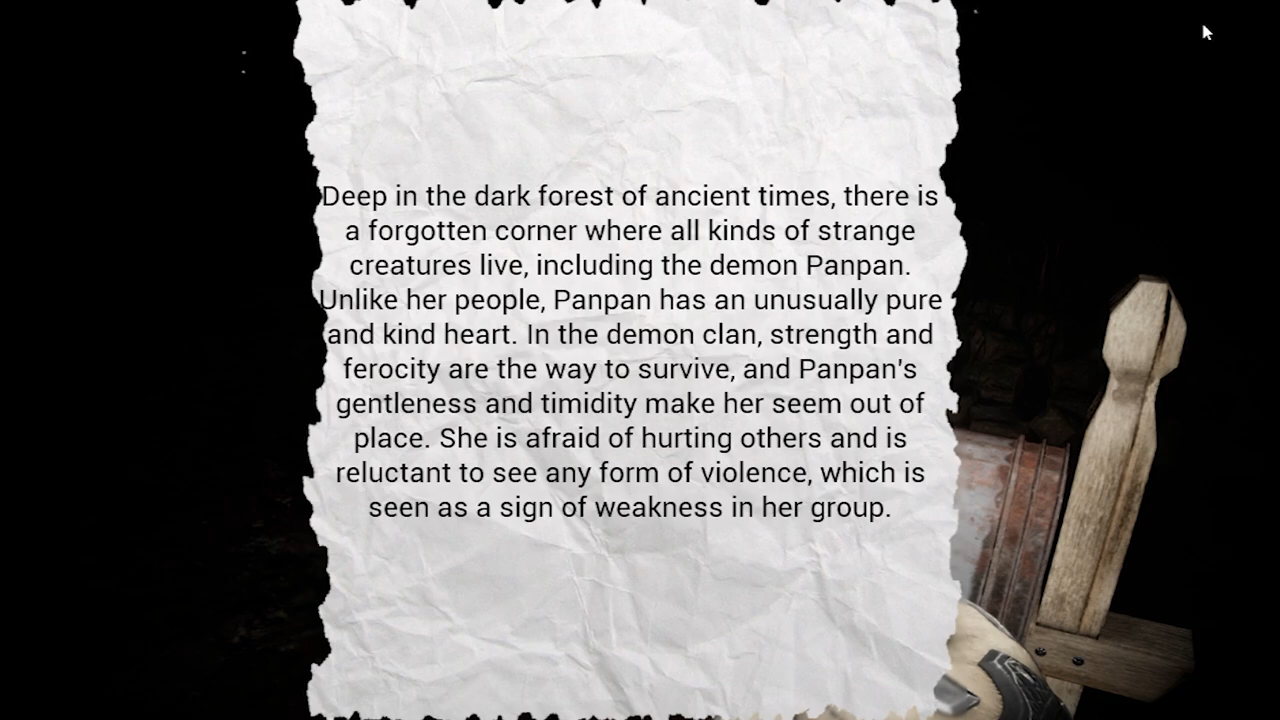 Deep in the dark forest of ancient times, there is
a forgotten corner where all kinds of strange
creatures live, including the demon Panpan.
Unlike her people, Panpan has an unusually pure
and kind heart. In the demon clan, strength and
ferocity are the way to survive, and Panpan's
gentleness and timidity make her seem out of
place. She is afraid of hurting others and is
reluctant to see any form of violence, which is
seen as a sign of weakness in her group.